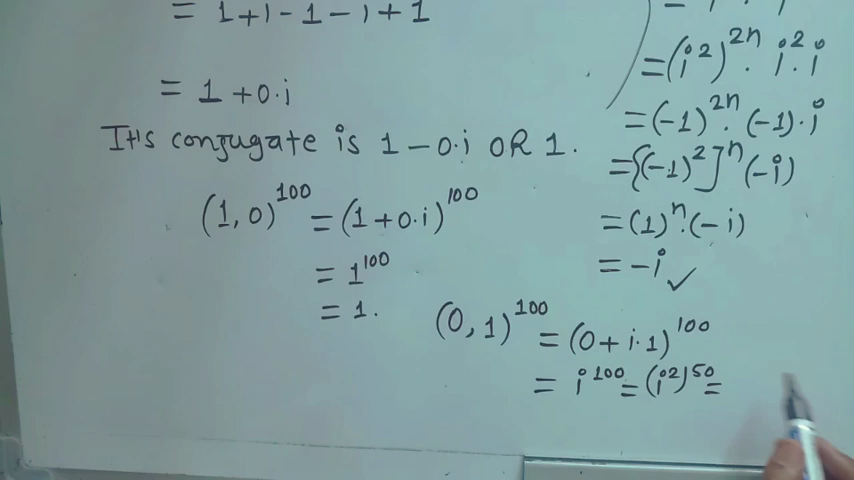 = 1+i-1-i+1
= 1+0.i
It's conjugate is 1-0.i OR 1.
(1,0)^100 = (1+0.i)^100
= 1^100
= 1.
(0,1)^100 = (0+i.1)^100
= i^100 = (i^2)^50 =
= (i^2)^2n . i^2 . i
= (-1)^2n . (-1).i
= {(-1)^2}^n (-i)
= (1)^n . (-i)
= -i ✓